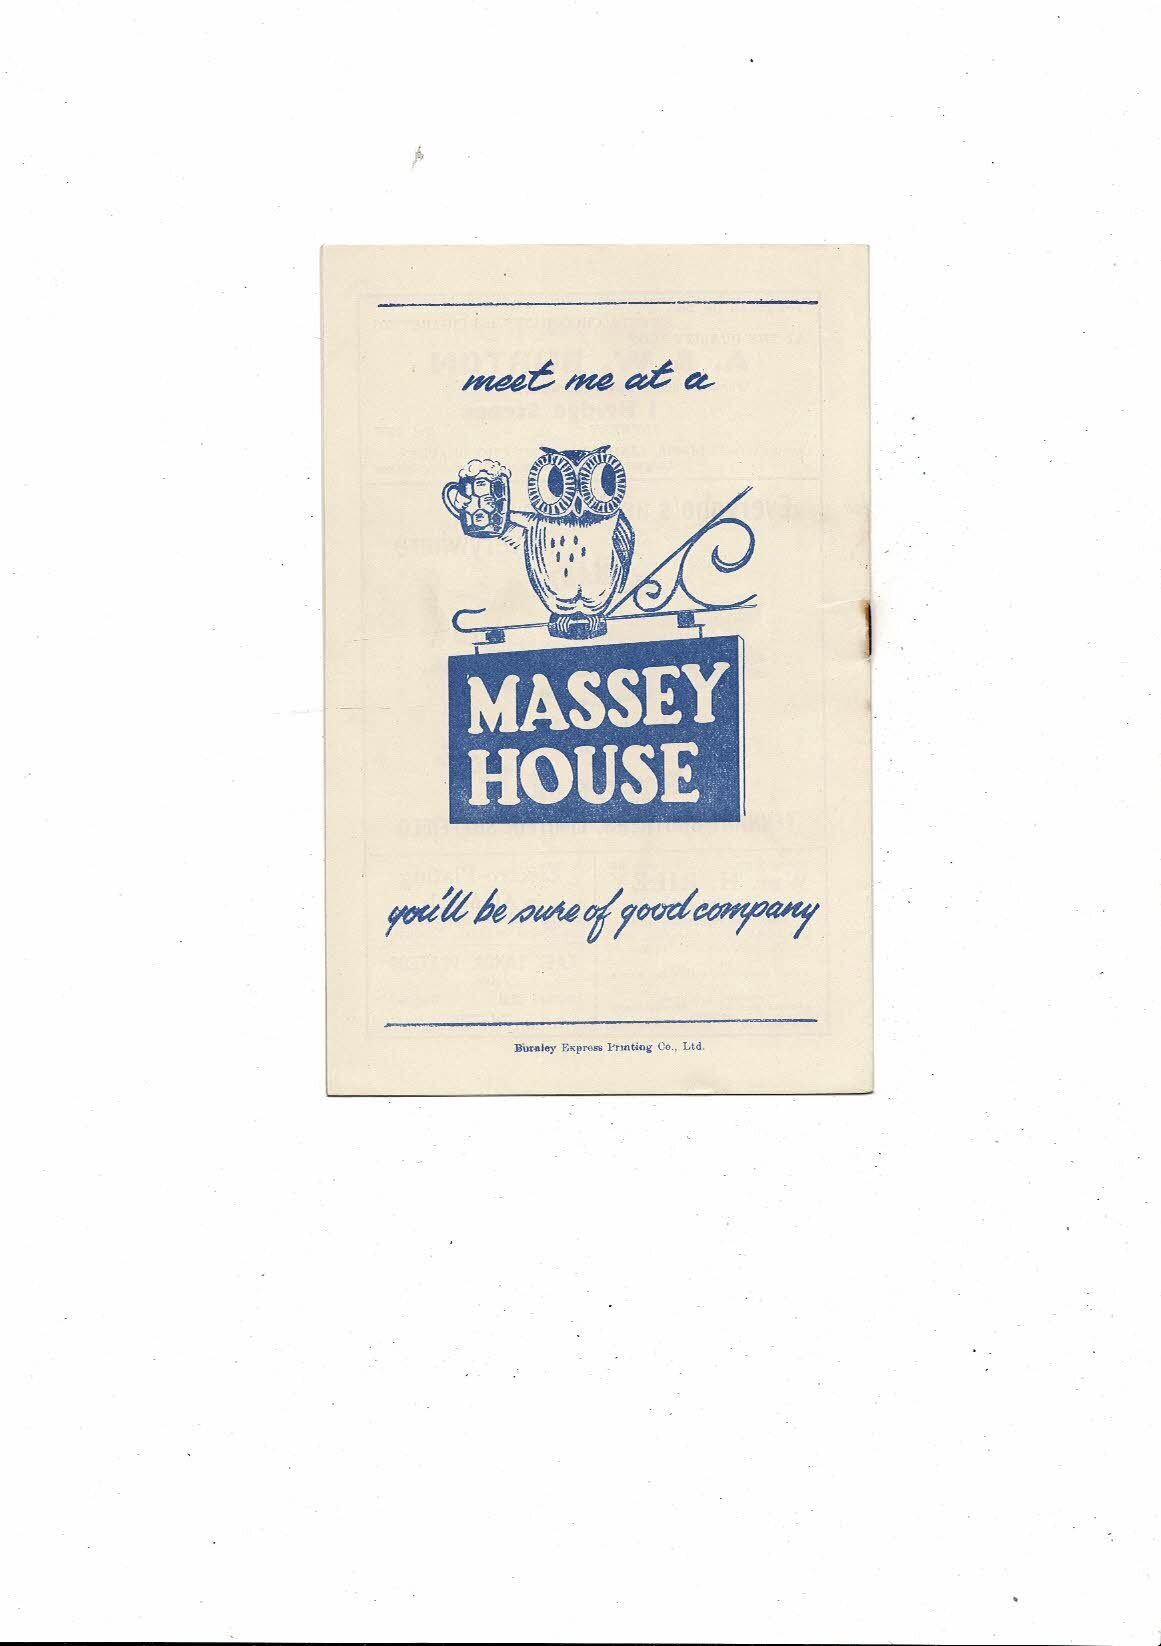 meet me at a
MASSEY
HOUSE
you'll be sure of good company
Burnley Express Printing Co., Ltd.